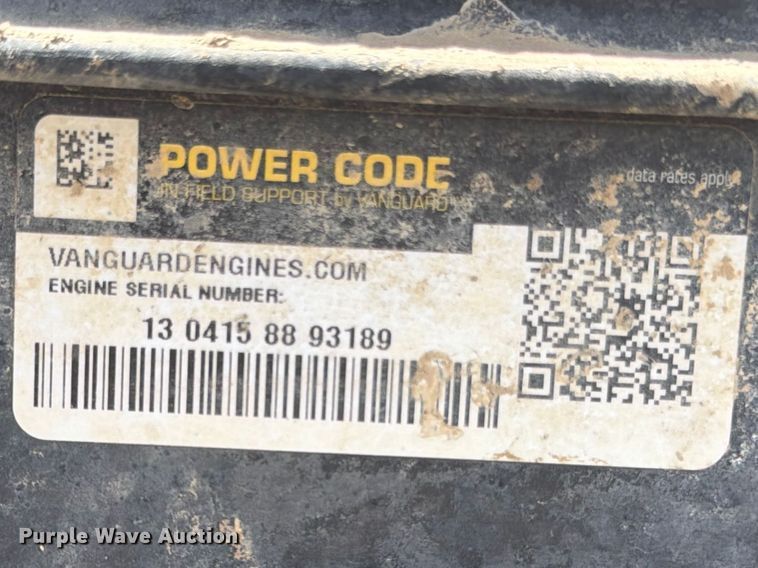 POWER CODE
IN FIELD SUPPORT by VANGUARD
data rates apply
VANGUARDENGINES.COM
ENGINE SERIAL NUMBER:
13 0415 88 93189
Purple Wave Auction